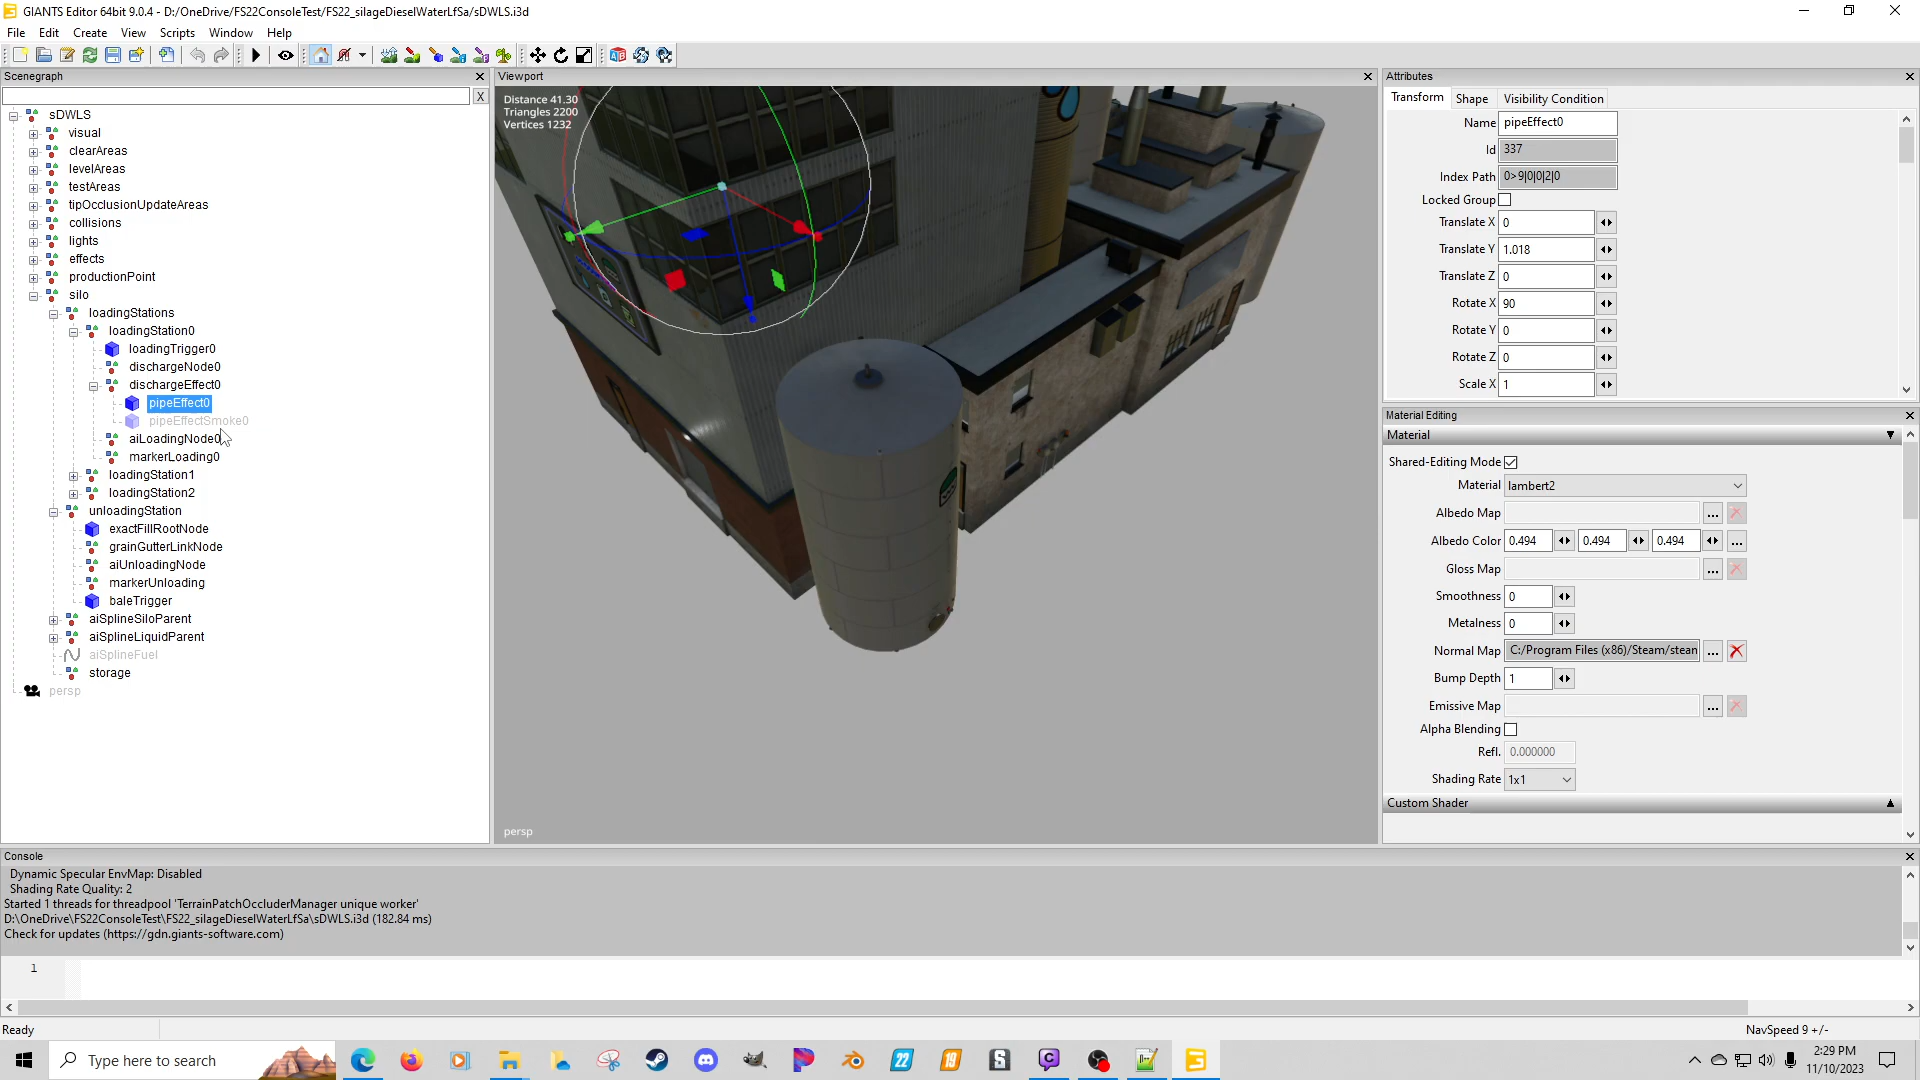 GIANTS Editor 64bit 9.0.4 - D:/OneDrive/FS22ConsoleTest/FS22_silageDieselWaterLfSa/sDWLS.i3d
File Edit Create View Scripts Window Help
Scenegraph
X
sDWLS
visual
clearAreas
levelAreas
testAreas
tipOcclusionUpdateAreas
collisions
lights
effects
productionPoint
silo
loadingStations
loadingStation0
loadingTrigger0
dischargeNode0
dischargeEffect0
pipeEffect0
pipeEffectSmoke0
aiLoadingNode0
markerLoading0
loadingStation1
loadingStation2
unloadingStation
exactFillRootNode
grainGutterLinkNode
aiUnloadingNode
markerUnloading
baleTrigger
aiSplineSiloParent
aiSplineLiquidParent
aiSplineFuel
storage
persp
Viewport
Distance 41.30
Triangles 2200
Vertices 1232
persp
Attributes
Transform Shape Visibility Condition
Name pipeEffect0
Id 337
Index Path 0>9|0|0|2|0
Locked Group
Translate X 0
Translate Y 1.018
Translate Z 0
Rotate X 90
Rotate Y 0
Rotate Z 0
Scale X 1
Material Editing
Material
Shared-Editing Mode
Material lambert2
Albedo Map ...
Albedo Color 0.494 0.494 0.494 ...
Gloss Map ...
Smoothness 0
Metalness 0
Normal Map C:/Program Files (x86)/Steam/stean ...
Bump Depth 1
Emissive Map ...
Alpha Blending
Refl. 0.000000
Shading Rate 1x1
Custom Shader
Console
Dynamic Specular EnvMap: Disabled
Shading Rate Quality: 2
Started 1 threads for threadpool 'TerrainPatchOccluderManager unique worker'
D:\OneDrive\FS22ConsoleTest\FS22_silageDieselWaterLfSa\sDWLS.i3d (182.84 ms)
Check for updates (https://gdn.giants-software.com)
1
Ready
NavSpeed 9 +/-
Type here to search
22
19
S
2:29 PM
11/10/2023